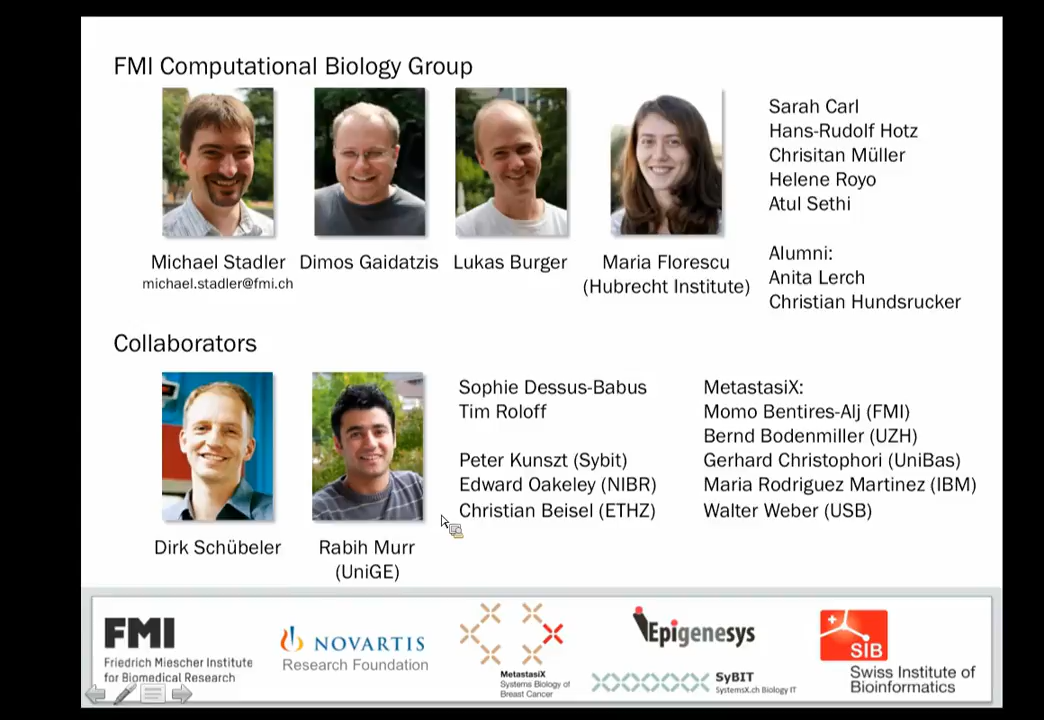 FMI Computational Biology Group
Michael Stadler
michael.stadler@fmi.ch
Dimos Gaidatzis
Lukas Burger
Maria Florescu
(Hubrecht Institute)
Sarah Carl
Hans-Rudolf Hotz
Chrisitan Müller
Helene Royo
Atul Sethi
Alumni:
Anita Lerch
Christian Hundsrucker
Collaborators
Dirk Schübeler
Rabih Murr
(UniGE)
Sophie Dessus-Babus
Tim Roloff
Peter Kunszt (Sybit)
Edward Oakeley (NIBR)
Christian Beisel (ETHZ)
MetastasiX:
Momo Bentires-Alj (FMI)
Bernd Bodenmiller (UZH)
Gerhard Christophori (UniBas)
Maria Rodriguez Martinez (IBM)
Walter Weber (USB)
FMI
Friedrich Miescher Institute
for Biomedical Research
NOVARTIS
Research Foundation
MetastasiX
Systems Biology of
Breast Cancer
Epigenesys
SyBIT
SystemsX.ch Biology IT
SIB
Swiss Institute of
Bioinformatics